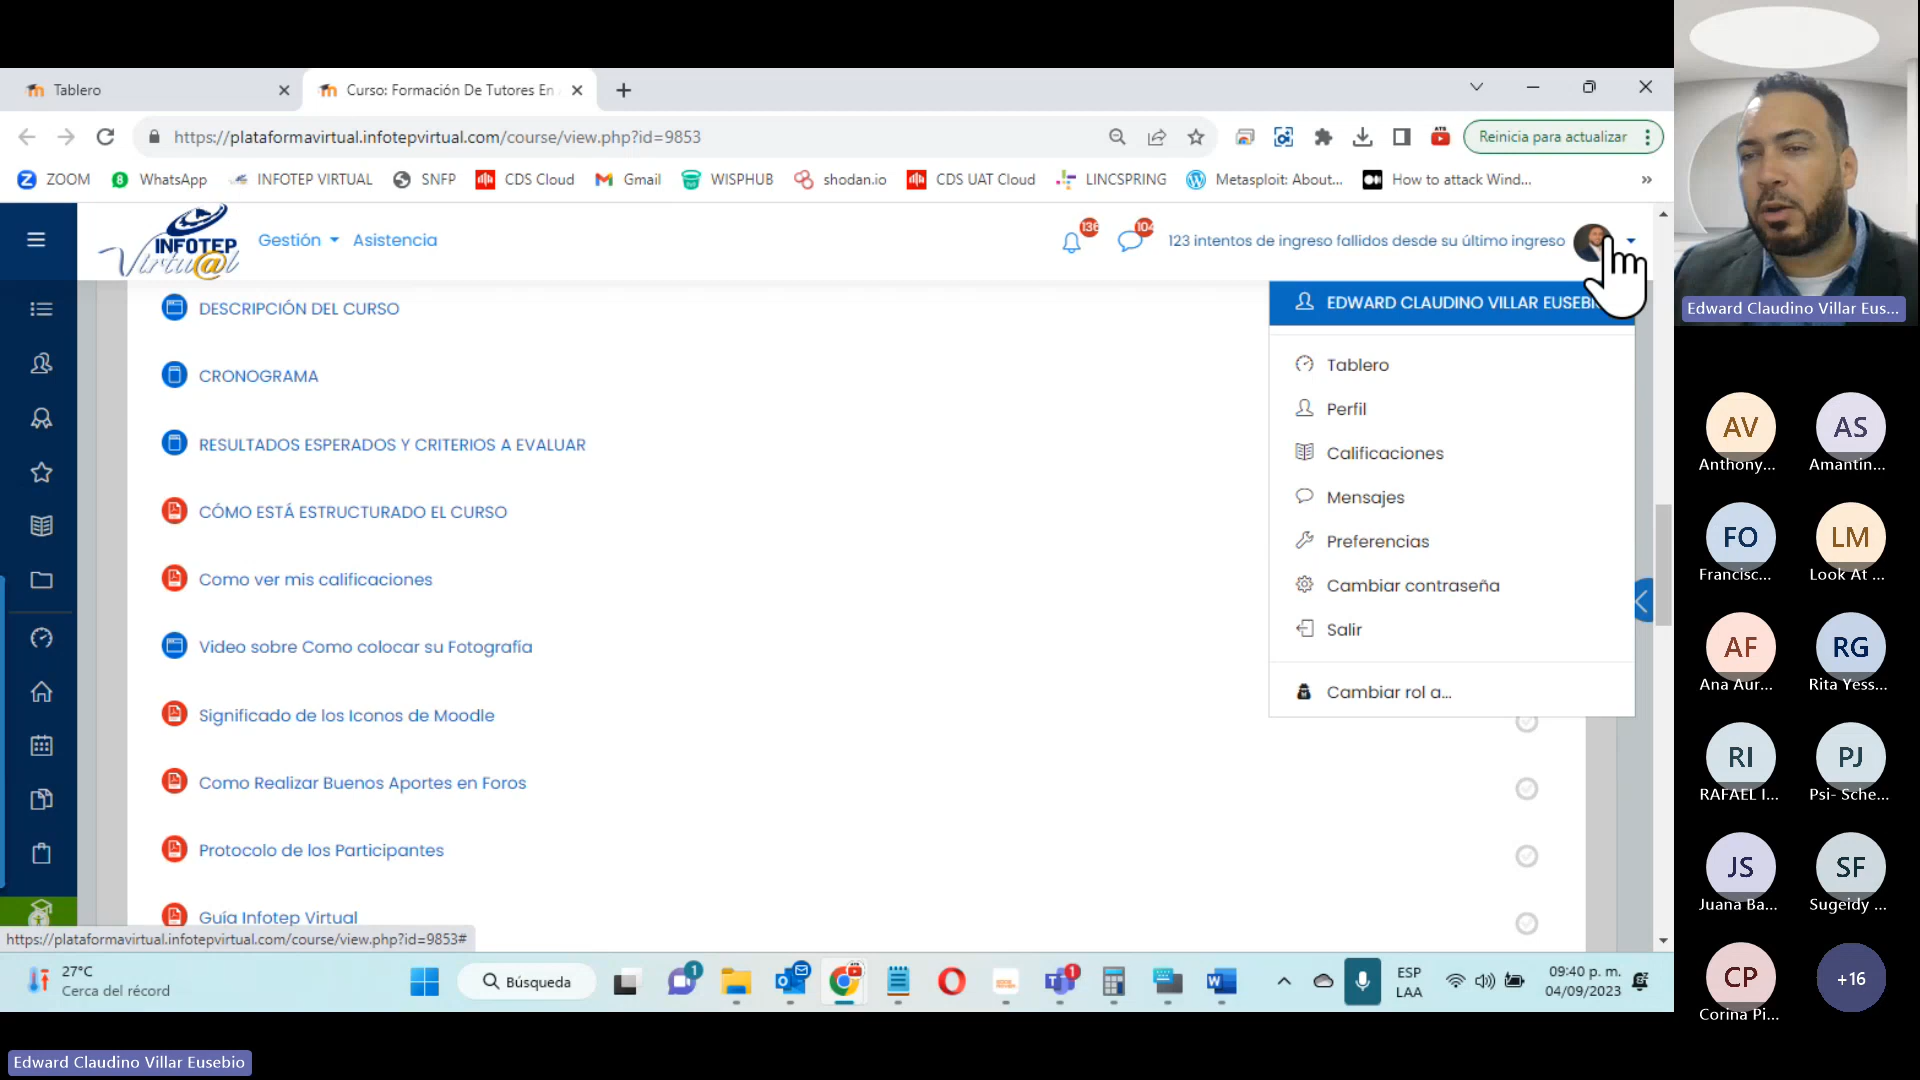 Tablero
Curso: Formación De Tutores En
https://plataformavirtual.infotepvirtual.com/course/view.php?id=9853
Reinicia para actualizar
ZOOM
WhatsApp
INFOTEP VIRTUAL
SNFP
CDS Cloud
Gmail
WISPHUB
shodan.io
CDS UAT Cloud
LINCSPRING
Metasploit: About...
How to attack Wind...
»
INFOTEP
Virtu@l
Gestión
Asistencia
136
104
123 intentos de ingreso fallidos desde su último ingreso
EDWARD CLAUDINO VILLAR EUSEBI
Tablero
Perfil
Calificaciones
Mensajes
Preferencias
Cambiar contraseña
Salir
Cambiar rol a...
DESCRIPCIÓN DEL CURSO
CRONOGRAMA
RESULTADOS ESPERADOS Y CRITERIOS A EVALUAR
CÓMO ESTÁ ESTRUCTURADO EL CURSO
Como ver mis calificaciones
Video sobre Como colocar su Fotografía
Significado de los Iconos de Moodle
Como Realizar Buenos Aportes en Foros
Protocolo de los Participantes
Guía Infotep Virtual
https://plataformavirtual.infotepvirtual.com/course/view.php?id=9853#
27°C
Cerca del récord
Búsqueda
1
1
ESP
LAA
09:40 p. m.
04/09/2023
Edward Claudino Villar Eus...
AV
Anthony...
AS
Amantin...
FO
Francisc...
LM
Look At ...
AF
Ana Aur...
RG
Rita Yess...
RI
RAFAEL I...
PJ
Psi- Sche...
JS
Juana Ba...
SF
Sugeidy ...
CP
Corina Pi...
+16
Edward Claudino Villar Eusebio